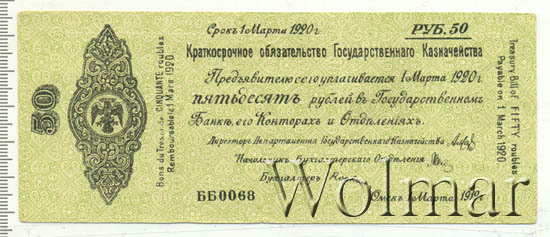 Срокъ 1 Марта 1920 г.
РУБ. 50
Краткосрочное обязательство Государственнаго Казначейства
Предъявителю сего уплачивается 1 Марта 1920 г.
пятьдесятъ рублей въ Государственномъ
Банкѣ, его Конторахъ и Отдѣленіяхъ.
Директоръ Департамента Государственнаго Казначейства
Начальникъ Бухгалтерскаго Отдѣленія
Бухгалтеръ
ББ0068
Омскъ 1 Марта 1919 г.
50
Bons du trésor de CINQUANTE roubles
Remboursable 1 Mars 1920
Treasury Bill of FIFTY roubles
Payable on 1 March 1920
Wolmar